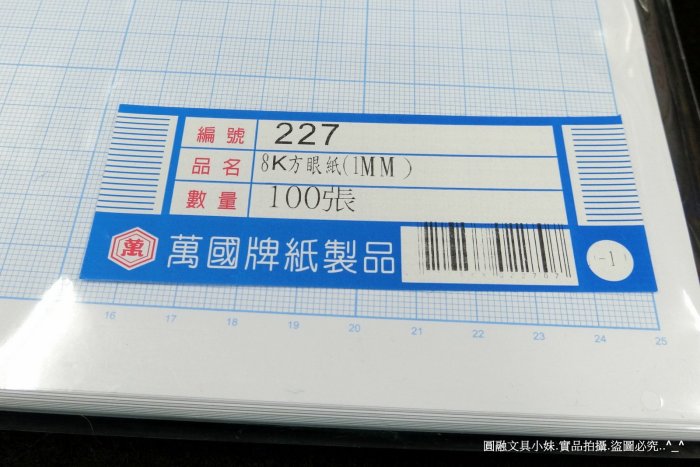 編號 227
品名 8K方眼紙(1MM)
數量 100張
萬 萬國牌紙製品 (-1)
16 17 18 19 20 21 22 23 24 25
圓融文具小妹.實品拍攝.盜圖必究..^_^